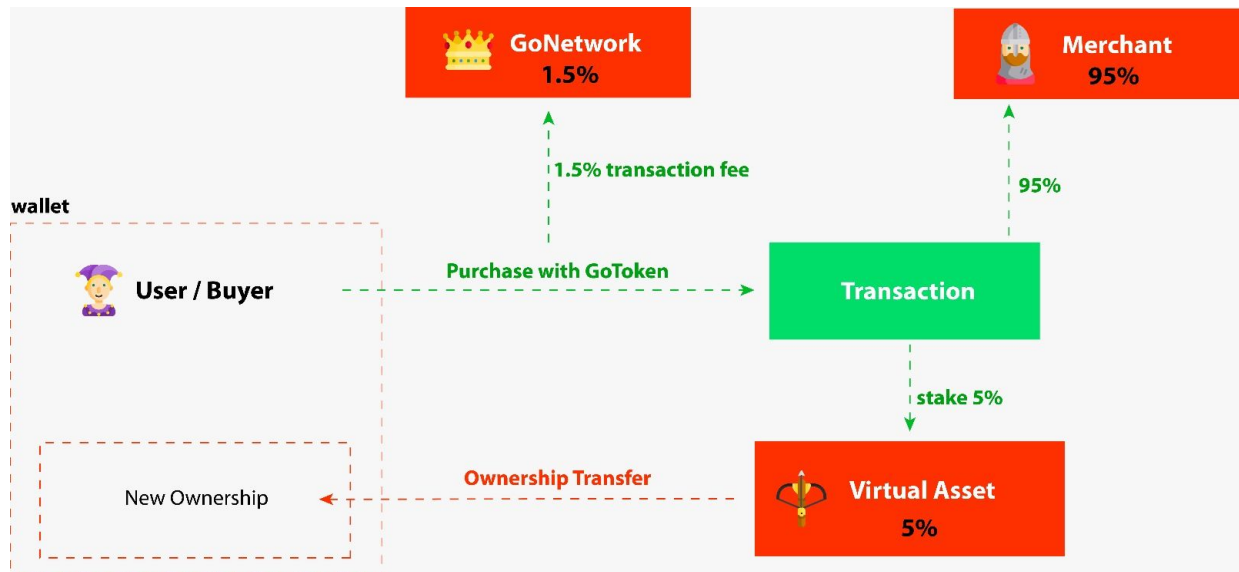 GoNetwork
1.5%
Merchant
95%
1.5% transaction fee
95%
wallet
User / Buyer
Purchase with GoToken
Transaction
stake 5%
New Ownership
Ownership Transfer
Virtual Asset
5%